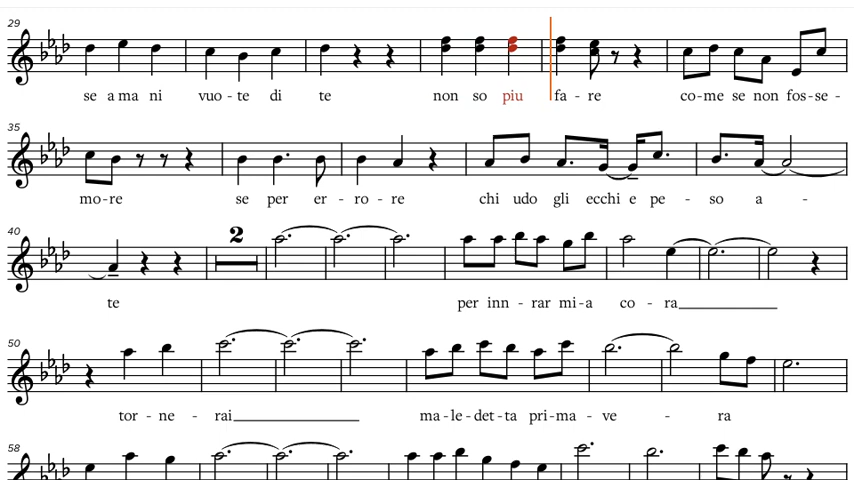 29
se a ma ni vuo - te di te non so piu fa - re co - me se non fos - se -
35
mo - re se per er - ro - re chi udo gli ecchi e pe - so a -
40
2
te per inn - rar mi - a co - ra
50
tor - ne - rai ma - le - det - ta pri - ma - ve - ra
58